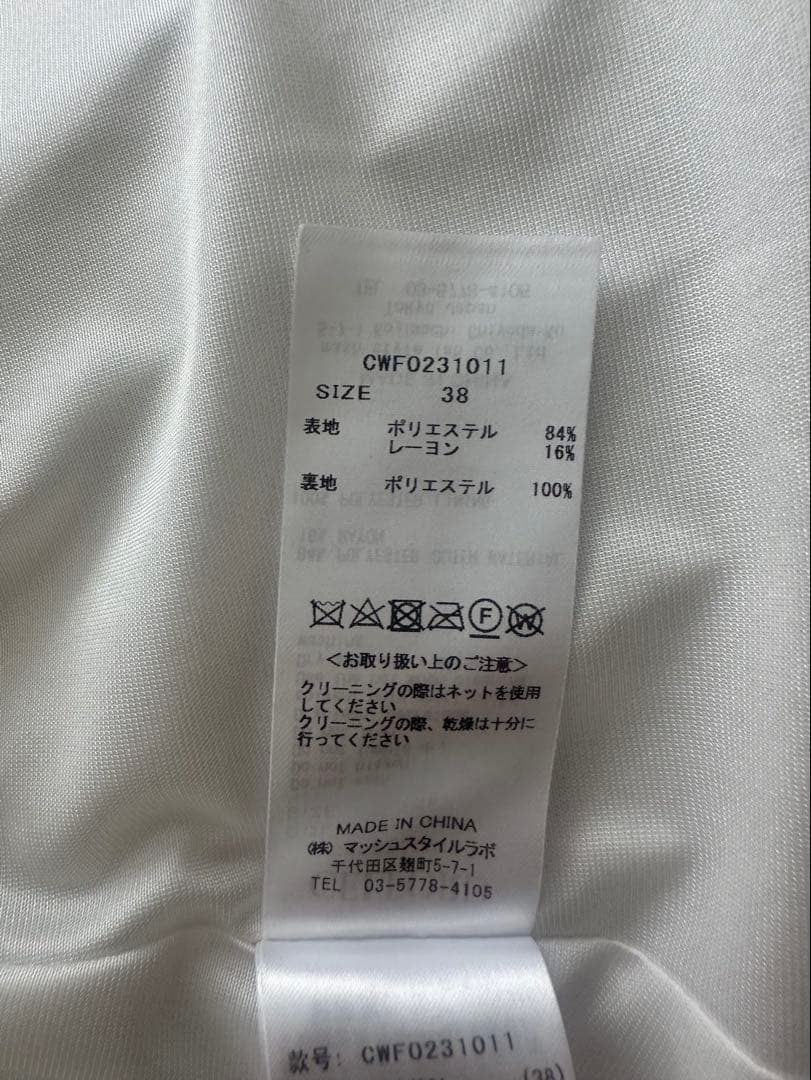 CWFO231011
SIZE 38
表地 ポリエステル 84%
レーヨン 16%
裏地 ポリエステル 100%
F W
<お取り扱い上のご注意>
クリーニングの際はネットを使用
してください
クリーニングの際、乾燥は十分に
行ってください
MADE IN CHINA
(株) マッシュスタイルラボ
千代田区麹町5-7-1
TEL 03-5778-4105
款号: CWFO231011
(38)